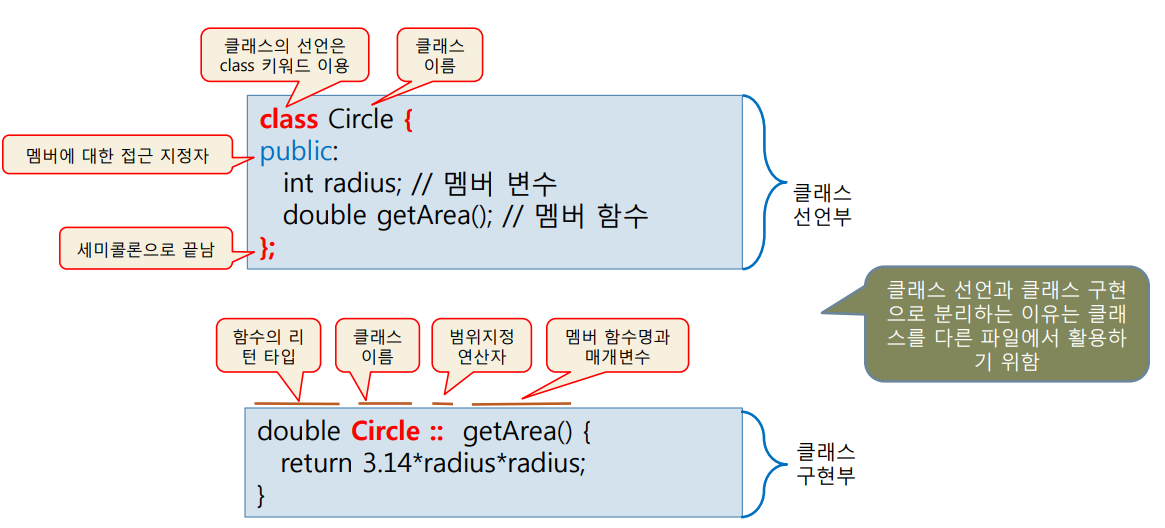 클래스의 선언은
class 키워드 이용
클래스
이름
class Circle {
멤버에 대한 접근 지정자
public:
int radius; // 멤버 변수
double getArea(); // 멤버 함수
세미콜론으로 끝남
};
클래스
선언부
클래스 선언과 클래스 구현
으로 분리하는 이유는 클래
스를 다른 파일에서 활용하
기 위함
함수의 리
턴 타입
클래스
이름
범위지정
연산자
멤버 함수명과
매개변수
double Circle :: getArea() {
return 3.14*radius*radius;
}
클래스
구현부